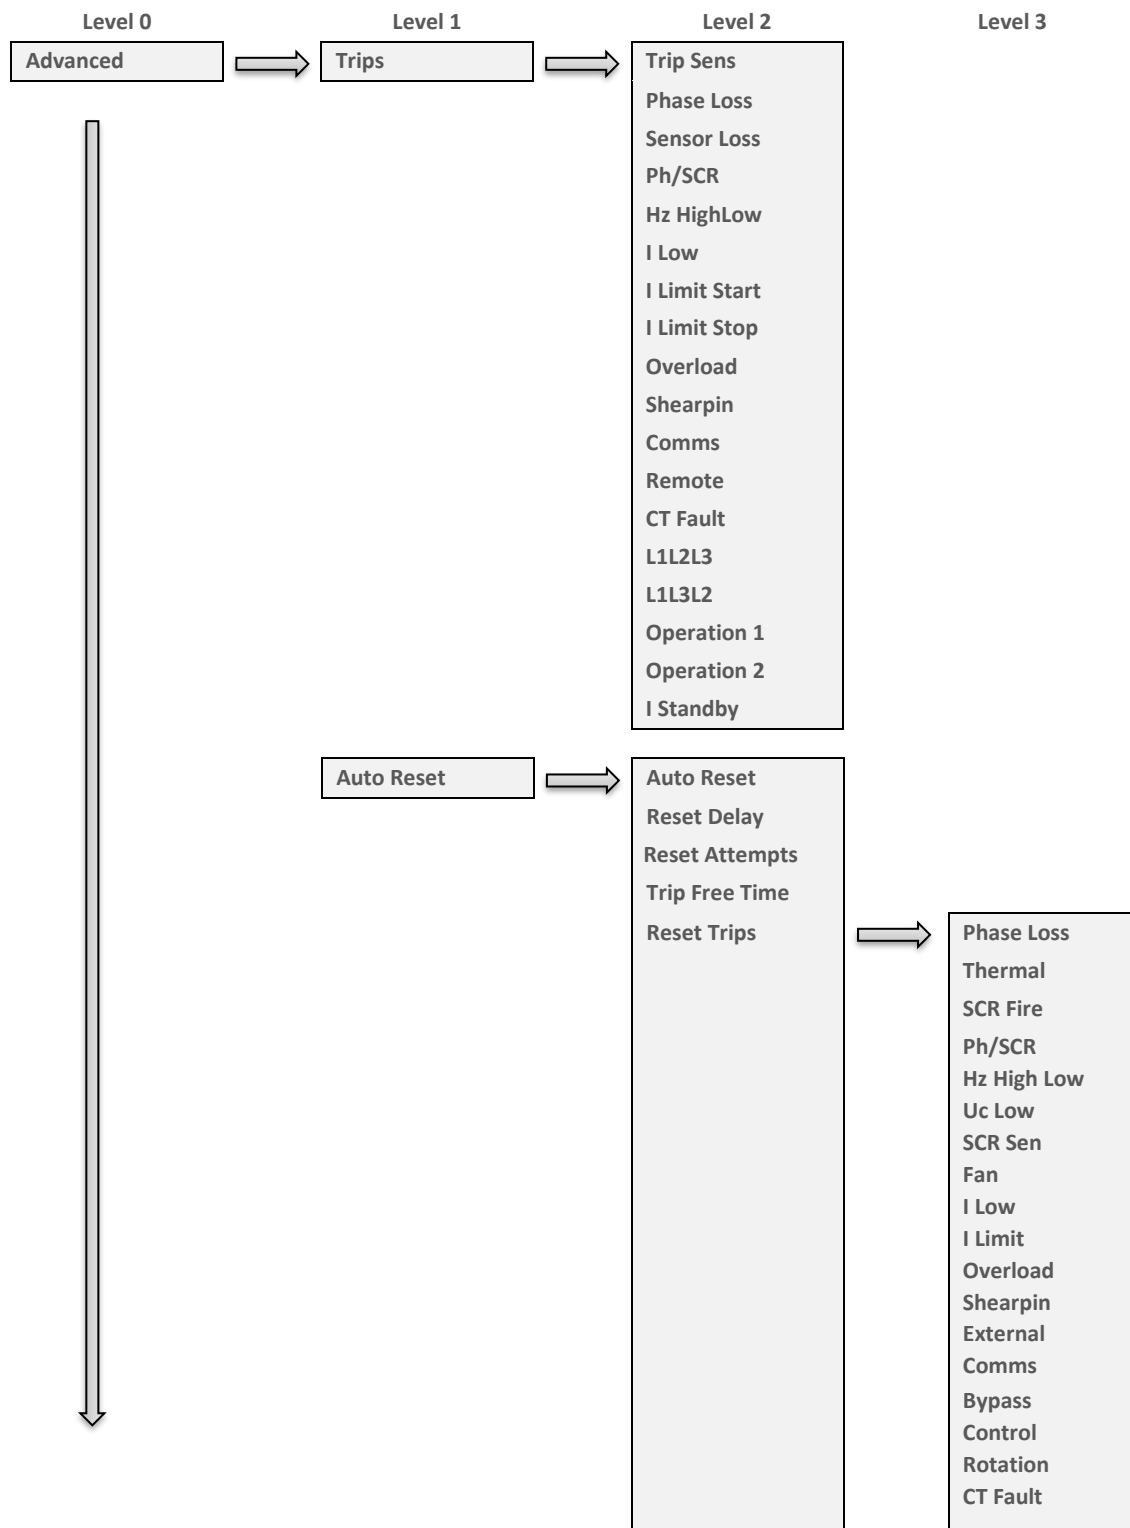 Level 0 Level 1 Level 2 Level 3
Advanced Trips Trip Sens
Phase Loss
Sensor Loss
Ph/SCR
Hz HighLow
I Low
I Limit Start
I Limit Stop
Overload
Shearpin
Comms
Remote
CT Fault
L1L2L3
L1L3L2
Operation 1
Operation 2
I Standby
Auto Reset Auto Reset
Reset Delay
Reset Attempts
Trip Free Time
Reset Trips Phase Loss
Thermal
SCR Fire
Ph/SCR
Hz High Low
Uc Low
SCR Sen
Fan
I Low
I Limit
Overload
Shearpin
External
Comms
Bypass
Control
Rotation
CT Fault